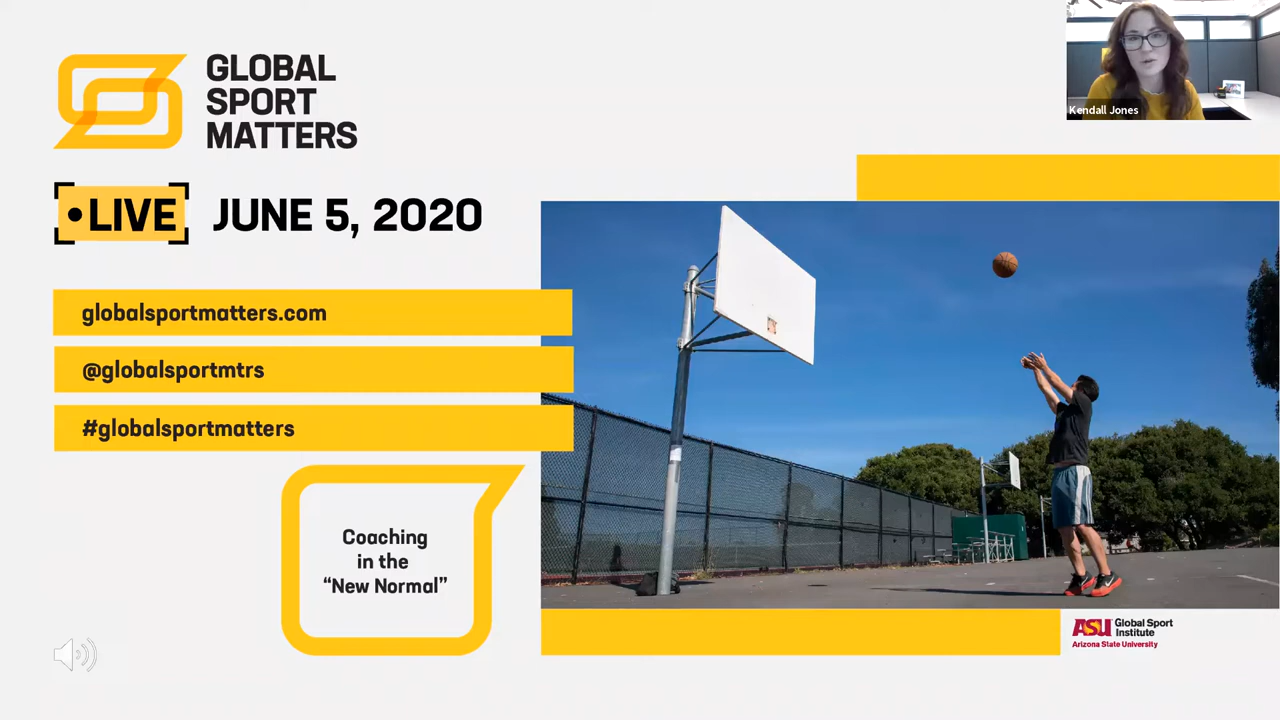 GLOBAL
SPORT
MATTERS
Kendall Jones
•LIVE JUNE 5, 2020
globalsportmatters.com
@globalsportmtrs
#globalsportmatters
Coaching
in the
“New Normal”
ASU Global Sport
Institute
Arizona State University